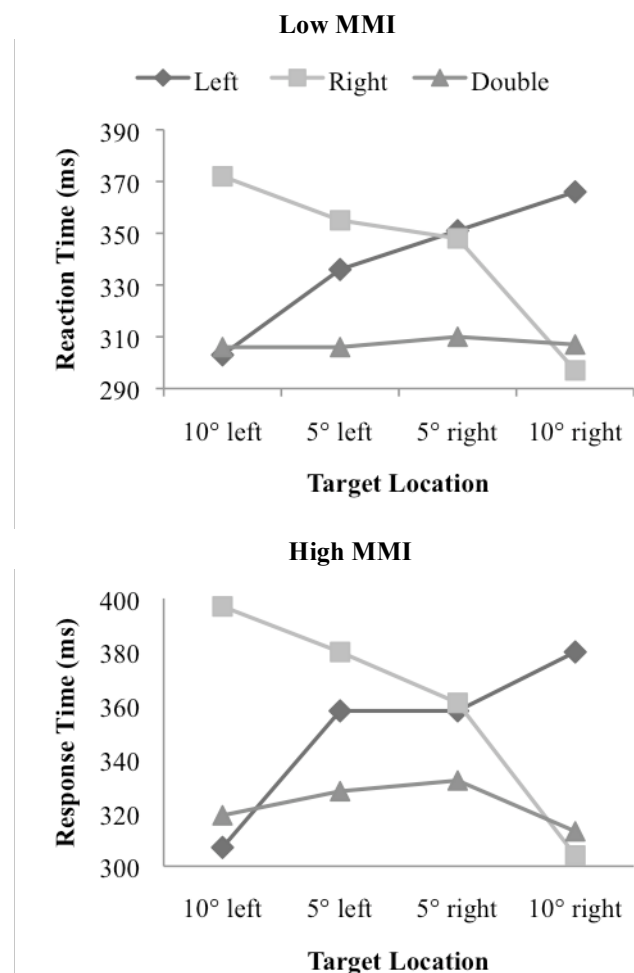 Low MMI
Left Right Double
Reaction Time (ms)
390
370
350
330
310
290
10° left 5° left 5° right 10° right
Target Location
High MMI
Response Time (ms)
400
380
360
340
320
300
10° left 5° left 5° right 10° right
Target Location